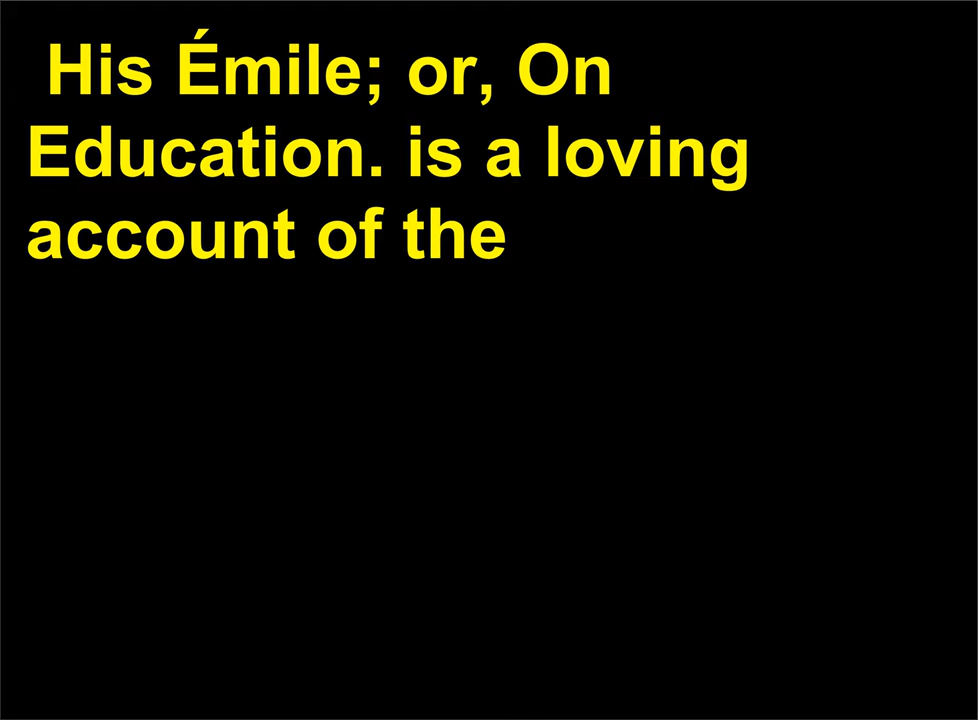 His Émile; or, On
Education. is a loving
account of the